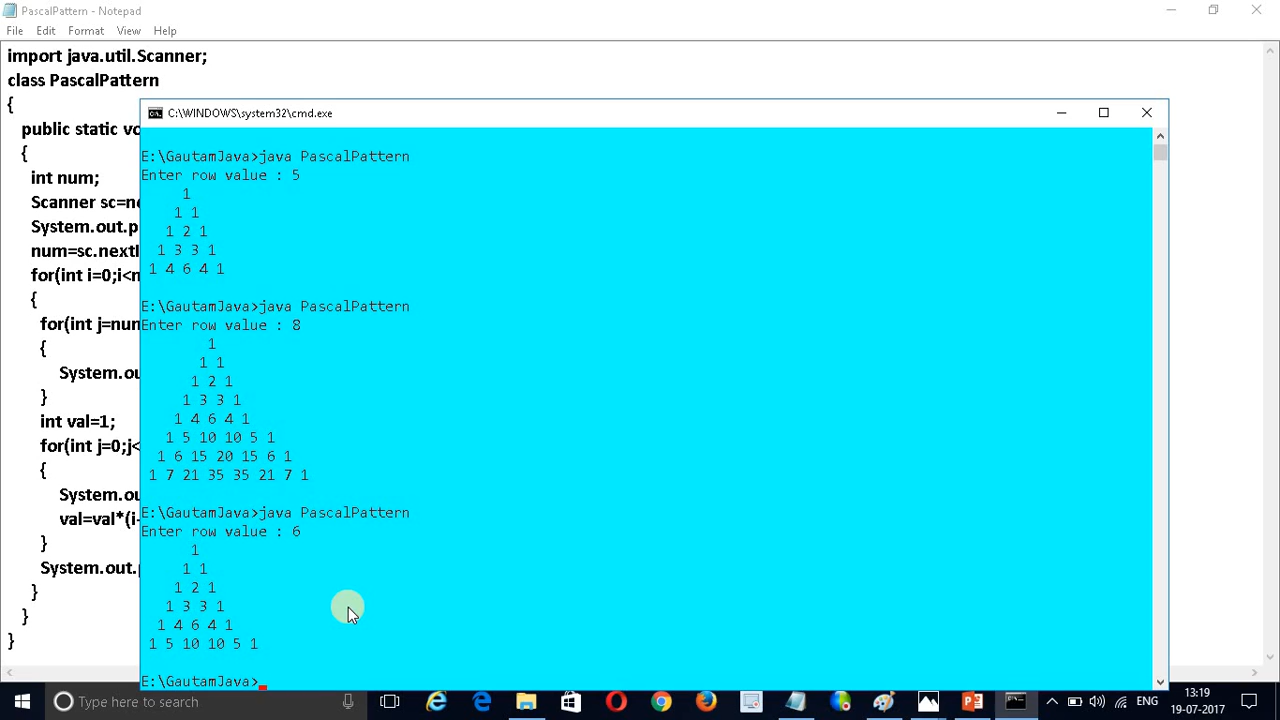 PascalPattern - Notepad
File Edit Format View Help
import java.util.Scanner;
class PascalPattern
{
public static vo
{
int num;
Scanner sc=ne
System.out.p
num=sc.nextI
for(int i=0;i<n
{
for(int j=num
{
System.ou
}
int val=1;
for(int j=0;j<
{
System.ou
val=val*(i-
}
System.out.p
}
}
}
C:\WINDOWS\system32\cmd.exe
E:\GautamJava>java PascalPattern
Enter row value : 5
1
1 1
1 2 1
1 3 3 1
1 4 6 4 1
E:\GautamJava>java PascalPattern
Enter row value : 8
1
1 1
1 2 1
1 3 3 1
1 4 6 4 1
1 5 10 10 5 1
1 6 15 20 15 6 1
1 7 21 35 35 21 7 1
E:\GautamJava>java PascalPattern
Enter row value : 6
1
1 1
1 2 1
1 3 3 1
1 4 6 4 1
1 5 10 10 5 1
E:\GautamJava>
Type here to search
ENG
13:19
19-07-2017